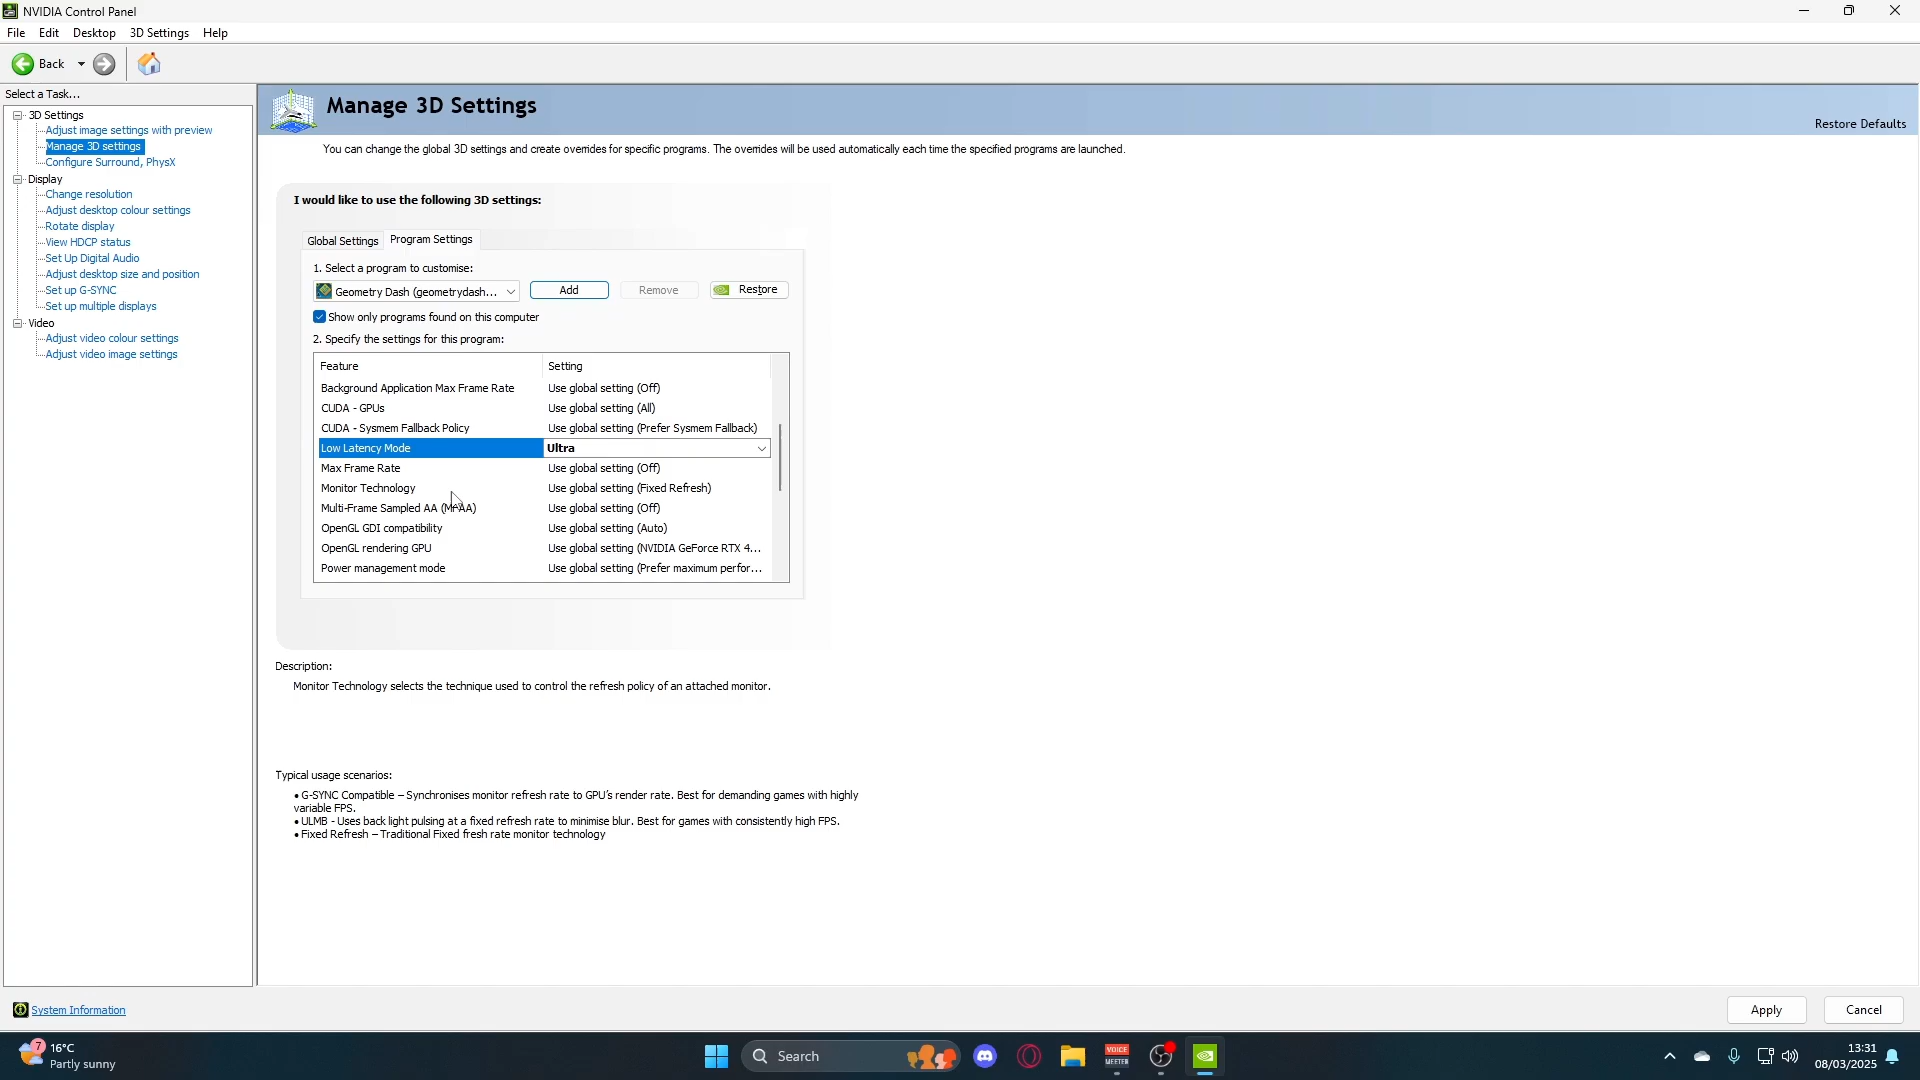 NVIDIA Control Panel
File Edit Desktop 3D Settings Help
Back
Select a Task...
3D Settings
Adjust image settings with preview
Manage 3D settings
Configure Surround, PhysX
Display
Change resolution
Adjust desktop colour settings
Rotate display
View HDCP status
Set Up Digital Audio
Adjust desktop size and position
Set up G-SYNC
Set up multiple displays
Video
Adjust video colour settings
Adjust video image settings
Manage 3D Settings
Restore Defaults
You can change the global 3D settings and create overrides for specific programs. The overrides will be used automatically each time the specified programs are launched.
I would like to use the following 3D settings:
Global Settings Program Settings
1. Select a program to customise:
Geometry Dash (geometrydash... Add Remove Restore
Show only programs found on this computer
2. Specify the settings for this program:
Feature Setting
Background Application Max Frame Rate Use global setting (Off)
CUDA - GPUs Use global setting (All)
CUDA - Sysmem Fallback Policy Use global setting (Prefer Sysmem Fallback)
Low Latency Mode Ultra
Max Frame Rate Use global setting (Off)
Monitor Technology Use global setting (Fixed Refresh)
Multi-Frame Sampled AA (MFAA) Use global setting (Off)
OpenGL GDI compatibility Use global setting (Auto)
OpenGL rendering GPU Use global setting (NVIDIA GeForce RTX 4...
Power management mode Use global setting (Prefer maximum perfor...
Description:
Monitor Technology selects the technique used to control the refresh policy of an attached monitor.
Typical usage scenarios:
• G-SYNC Compatible – Synchronises monitor refresh rate to GPU's render rate. Best for demanding games with highly
variable FPS.
• ULMB - Uses back light pulsing at a fixed refresh rate to minimise blur. Best for games with consistently high FPS.
• Fixed Refresh – Traditional Fixed fresh rate monitor technology
System Information
Apply Cancel
7
16°C
Partly sunny
Search
VOICE
MEETER
13:31
08/03/2025